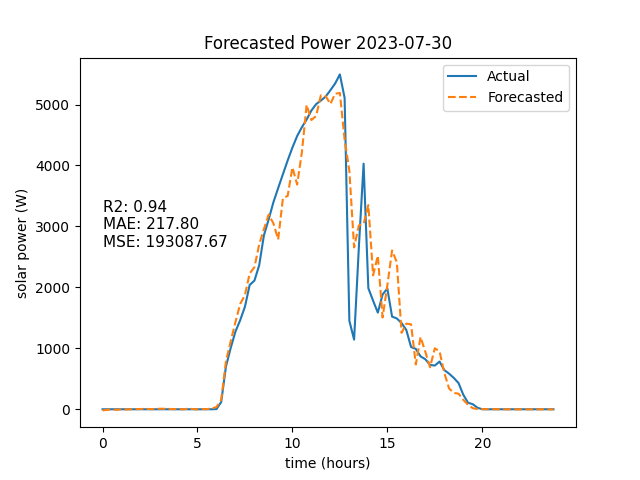 Forecasted Power 2023-07-30
Actual
Forecasted
R2: 0.94
MAE: 217.80
MSE: 193087.67
solar power (W)
5000
4000
3000
2000
1000
0
0 5 10 15 20
time (hours)